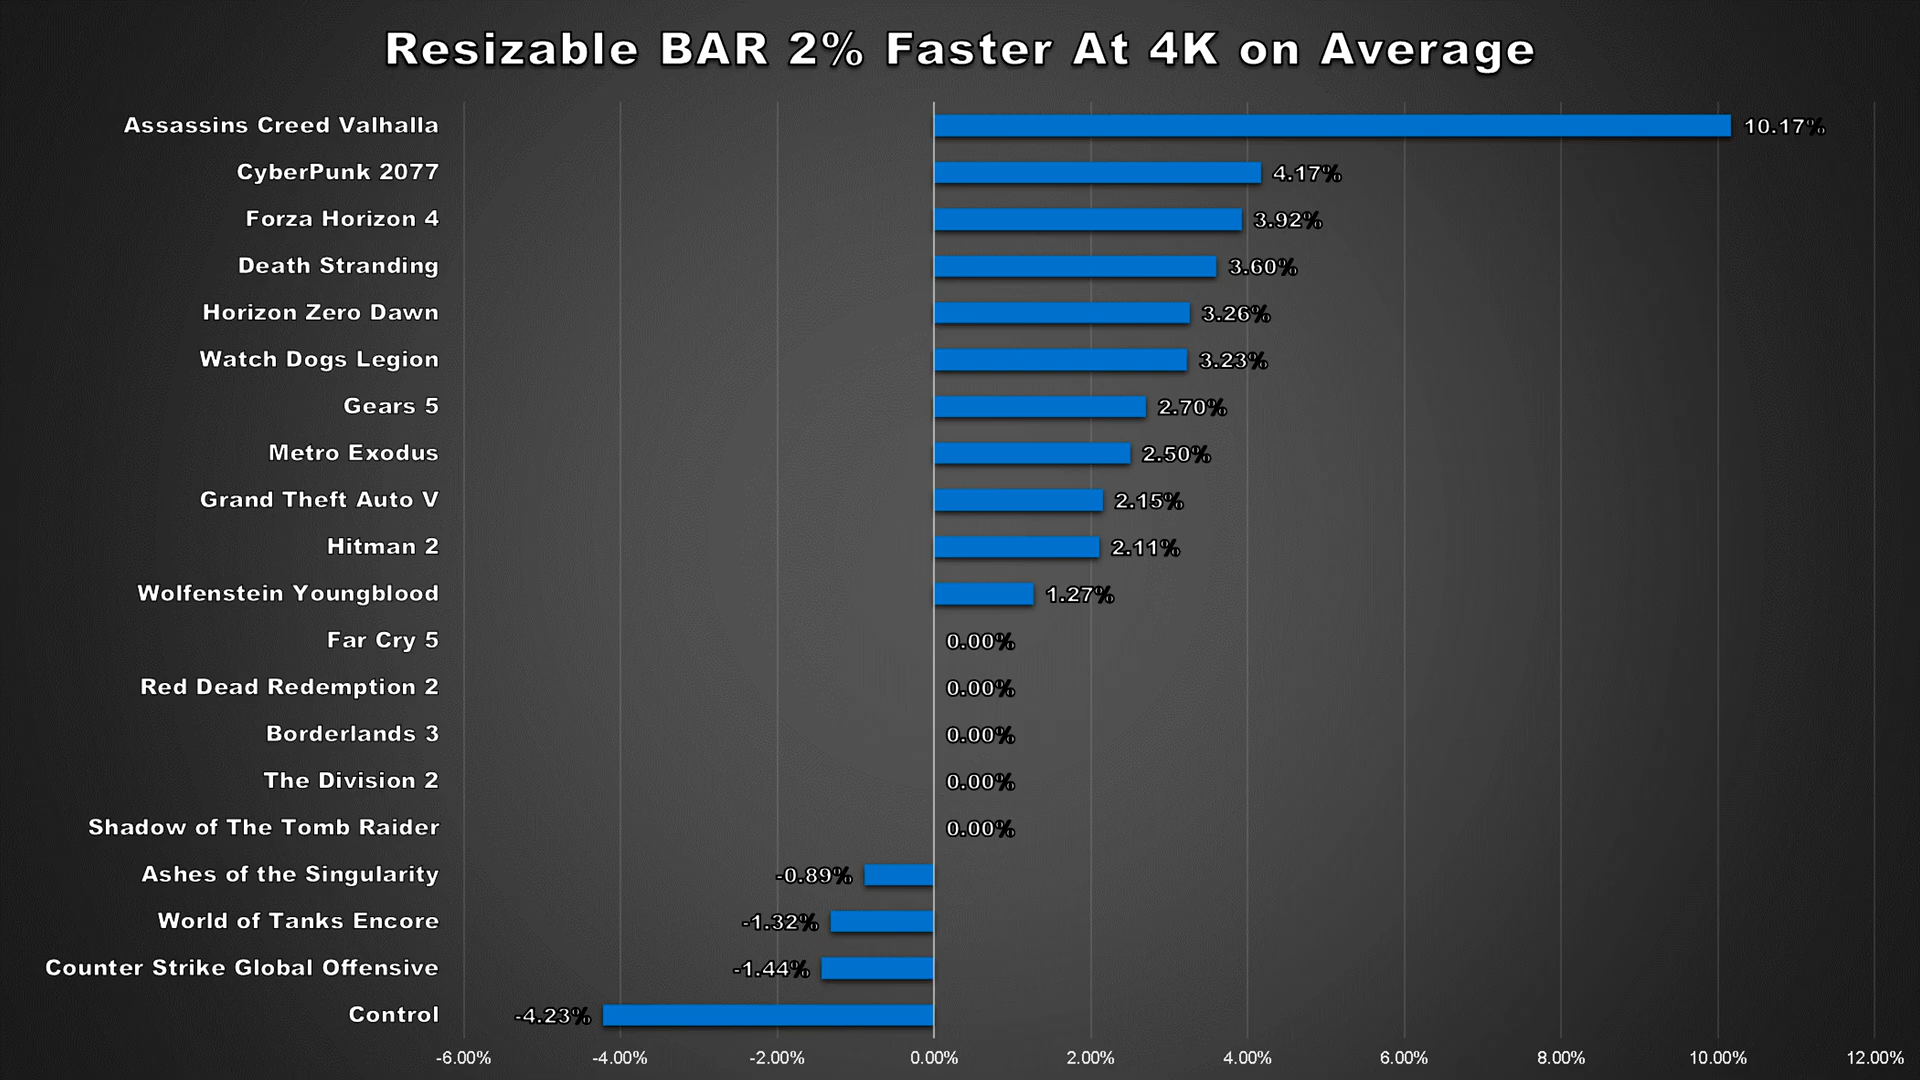 Resizable BAR 2% Faster At 4K on Average
Assassins Creed Valhalla 10.17%
CyberPunk 2077 4.17%
Forza Horizon 4 3.92%
Death Stranding 3.60%
Horizon Zero Dawn 3.26%
Watch Dogs Legion 3.23%
Gears 5 2.70%
Metro Exodus 2.50%
Grand Theft Auto V 2.15%
Hitman 2 2.11%
Wolfenstein Youngblood 1.27%
Far Cry 5 0.00%
Red Dead Redemption 2 0.00%
Borderlands 3 0.00%
The Division 2 0.00%
Shadow of The Tomb Raider 0.00%
Ashes of the Singularity -0.89%
World of Tanks Encore -1.32%
Counter Strike Global Offensive -1.44%
Control -4.23%
-6.00% -4.00% -2.00% 0.00% 2.00% 4.00% 6.00% 8.00% 10.00% 12.00%